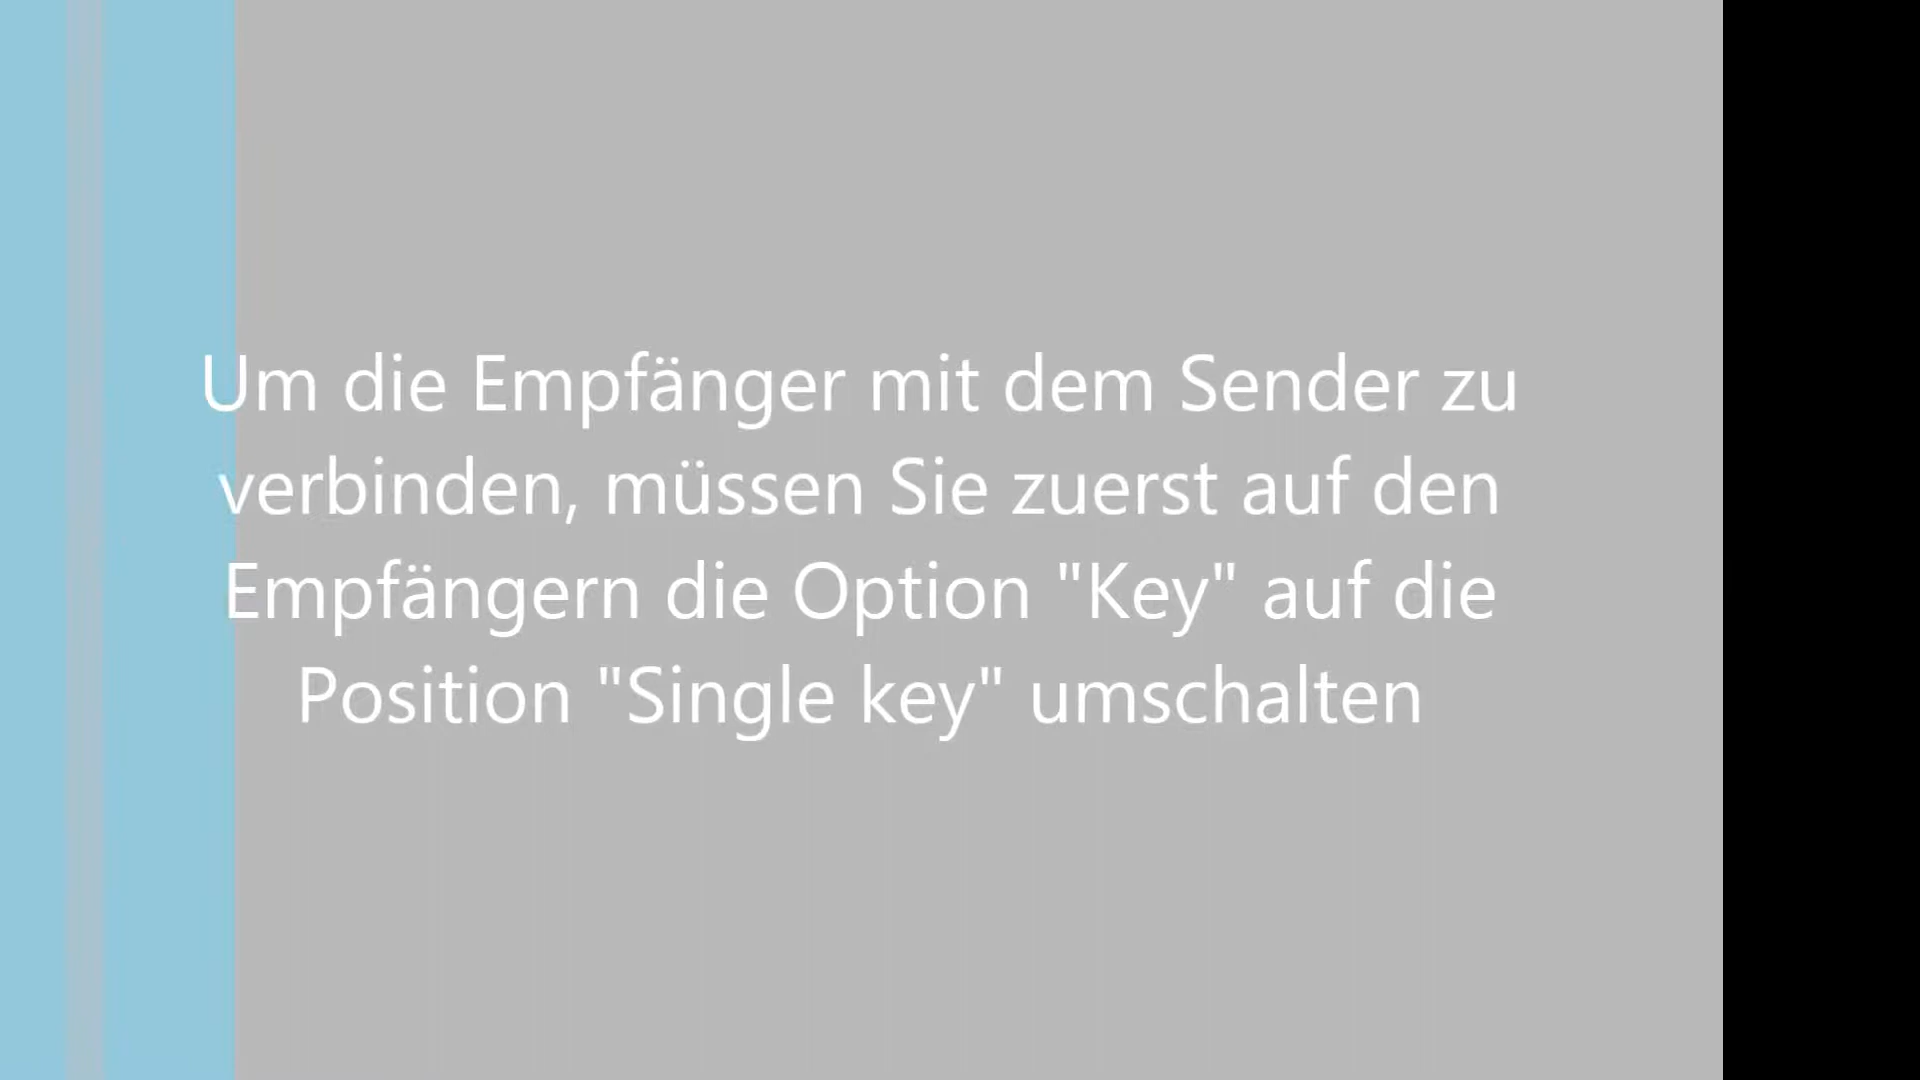 Um die Empfänger mit dem Sender zu
verbinden, müssen Sie zuerst auf den
Empfängern die Option "Key" auf die
Position "Single key" umschalten